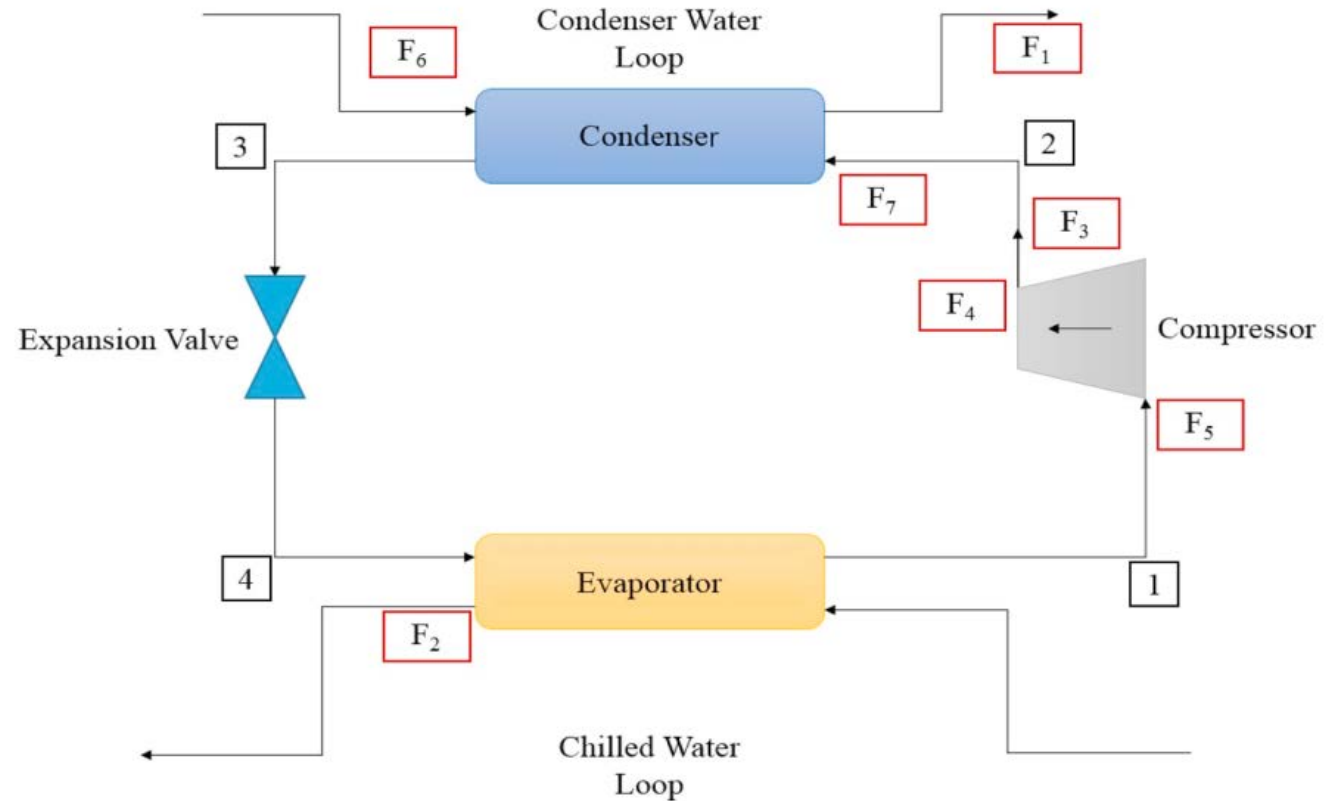 Condenser Water
Loop
F₆
F₁
Condenser
3
2
F₇
F₃
F₄
Expansion Valve
Compressor
F₅
4
Evaporator
1
F₂
Chilled Water
Loop